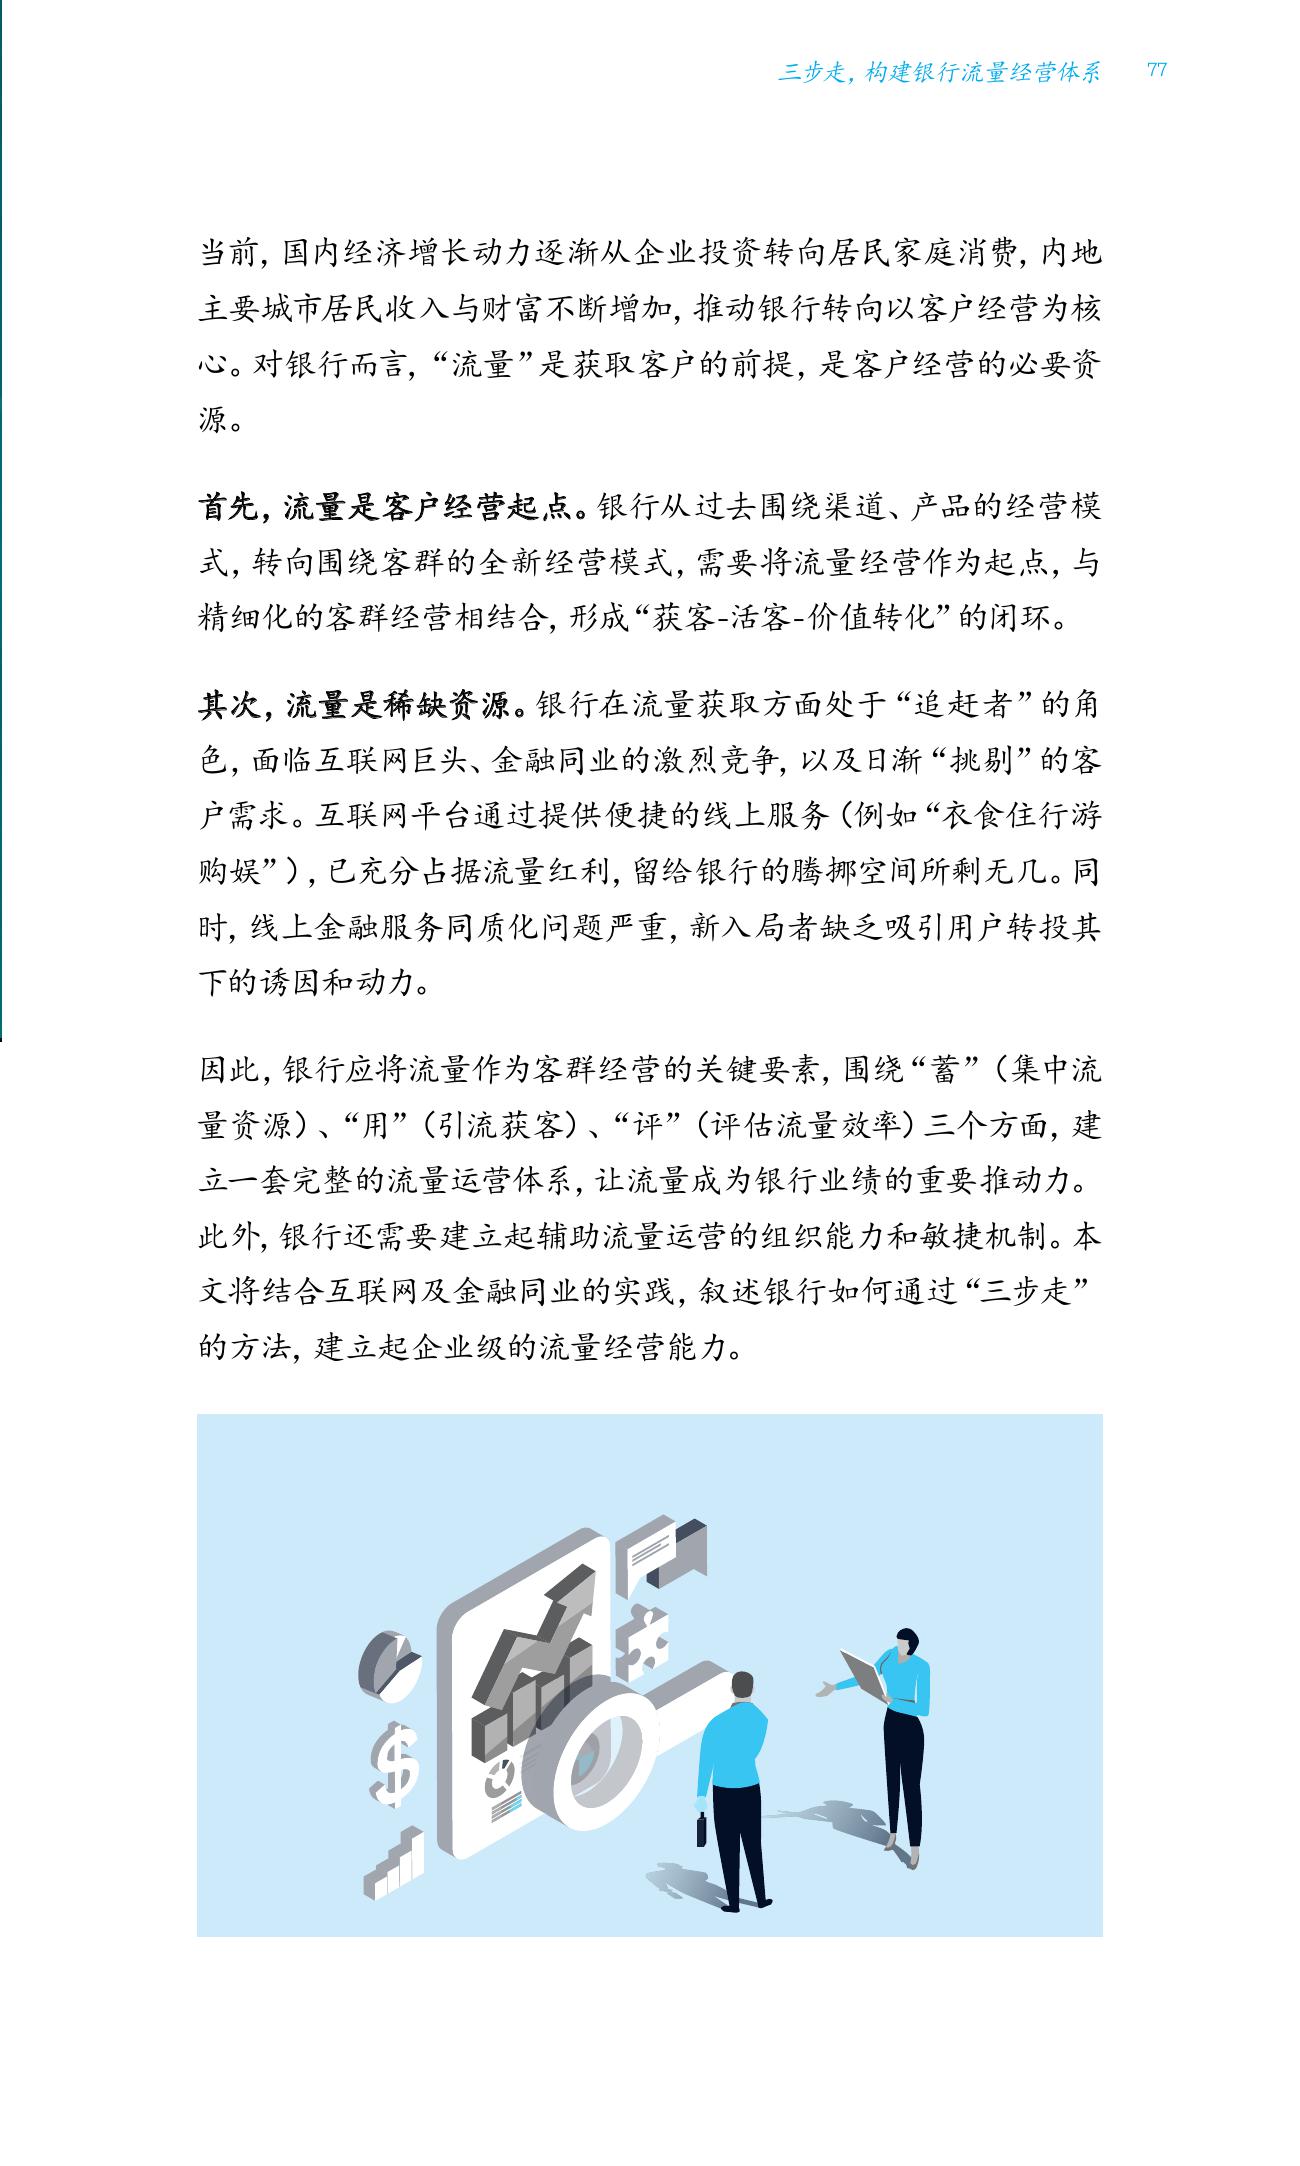 三步走，构建银行流量经营体系 77
当前，国内经济增长动力逐渐从企业投资转向居民家庭消费，内地
主要城市居民收入与财富不断增加，推动银行转向以客户经营为核
心。对银行而言，“流量”是获取客户的前提，是客户经营的必要资
源。
首先，流量是客户经营起点。银行从过去围绕渠道、产品的经营模
式，转向围绕客群的全新经营模式，需要将流量经营作为起点，与
精细化的客群经营相结合，形成“获客-活客-价值转化”的闭环。
其次，流量是稀缺资源。银行在流量获取方面处于“追赶者”的角
色，面临互联网巨头、金融同业的激烈竞争，以及日渐“挑剔”的客
户需求。互联网平台通过提供便捷的线上服务（例如“衣食住行游
购娱”），已充分占据流量红利，留给银行的腾挪空间所剩无几。同
时，线上金融服务同质化问题严重，新入局者缺乏吸引用户转投其
下的诱因和动力。
因此，银行应将流量作为客群经营的关键要素，围绕“蓄”（集中流
量资源）、“用”（引流获客）、“评”（评估流量效率）三个方面，建
立一套完整的流量运营体系，让流量成为银行业绩的重要推动力。
此外，银行还需要建立起辅助流量运营的组织能力和敏捷机制。本
文将结合互联网及金融同业的实践，叙述银行如何通过“三步走”
的方法，建立起企业级的流量经营能力。